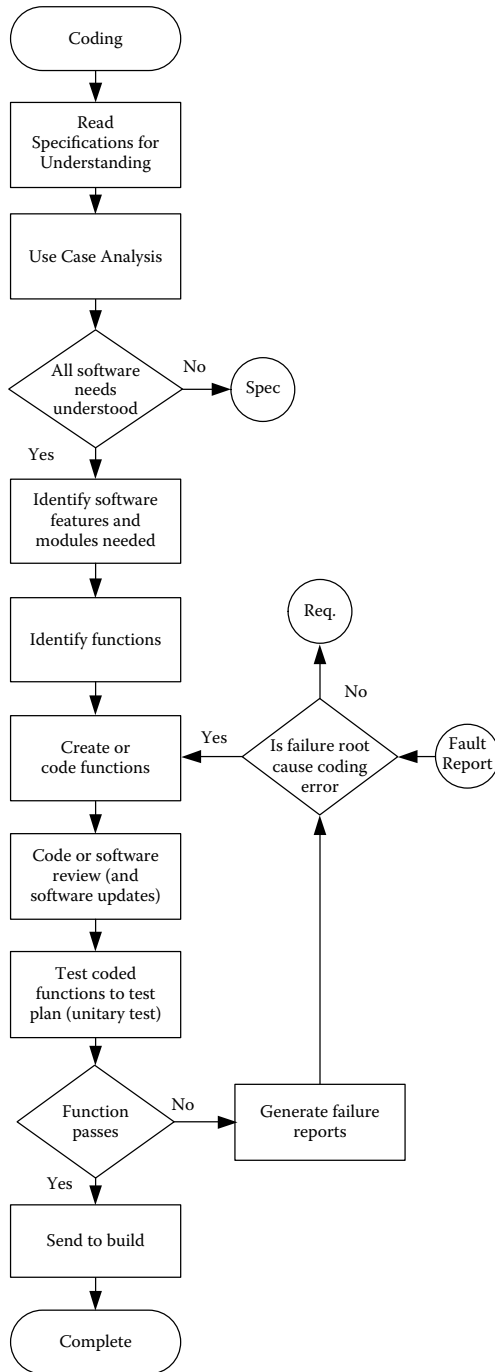 Coding
Read
Specifications for
Understanding
Use Case Analysis
All software
needs
understood
No
Spec
Yes
Identify software
features and
modules needed
Identify functions
Req.
No
Create or
code functions
Yes
Is failure root
cause coding
error
Fault
Report
Code or software
review (and
software updates)
Test coded
functions to test
plan (unitary test)
Function
passes
No
Generate failure
reports
Yes
Send to build
Complete